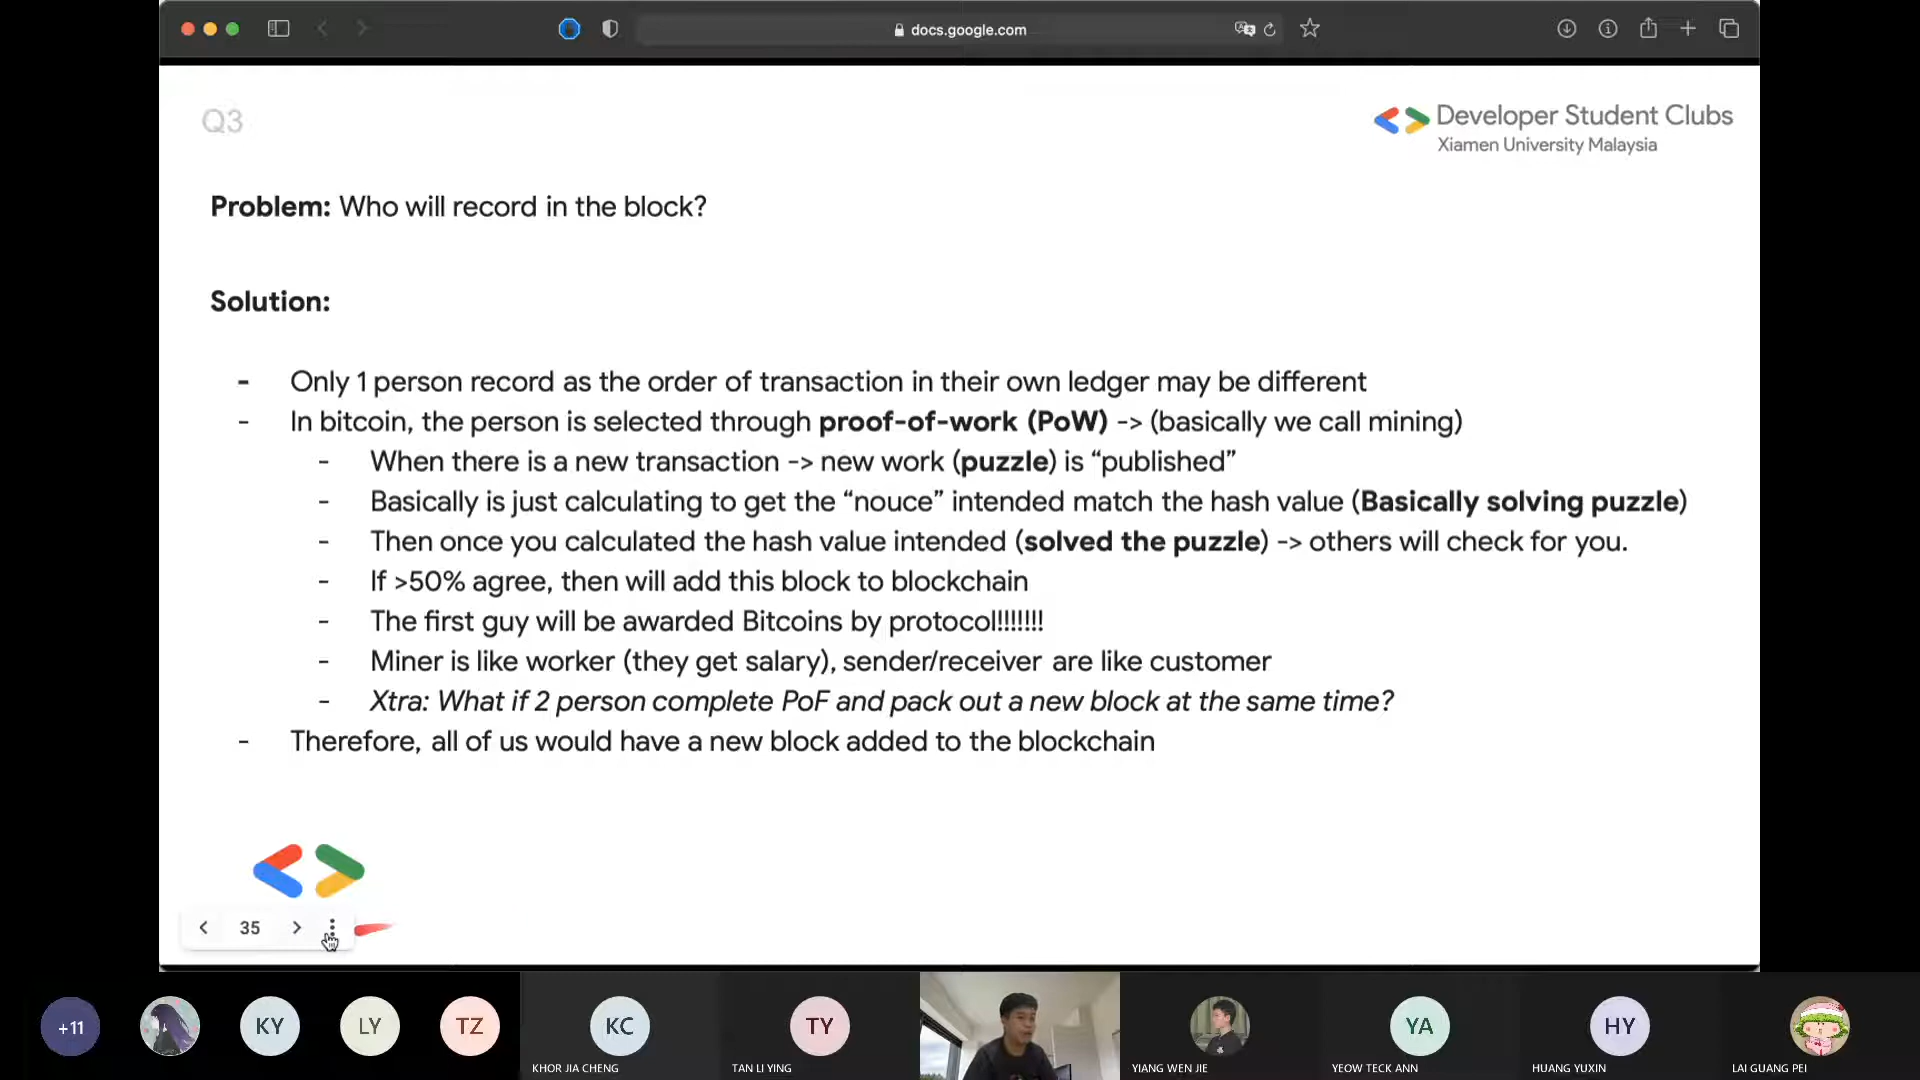 docs.google.com
Q3
Developer Student Clubs
Xiamen University Malaysia
Problem: Who will record in the block?
Solution:
- Only 1 person record as the order of transaction in their own ledger may be different
- In bitcoin, the person is selected through proof-of-work (PoW) -> (basically we call mining)
- When there is a new transaction -> new work (puzzle) is “published”
- Basically is just calculating to get the “nouce” intended match the hash value (Basically solving puzzle)
- Then once you calculated the hash value intended (solved the puzzle) -> others will check for you.
- If >50% agree, then will add this block to blockchain
- The first guy will be awarded Bitcoins by protocol!!!!!!!
- Miner is like worker (they get salary), sender/receiver are like customer
- Xtra: What if 2 person complete PoF and pack out a new block at the same time?
- Therefore, all of us would have a new block added to the blockchain
35
+11
KY
LY
TZ
KC
TY
YA
HY
KHOR JIA CHENG
TAN LI YING
YIANG WEN JIE
YEOW TECK ANN
HUANG YUXIN
LAI GUANG PEI